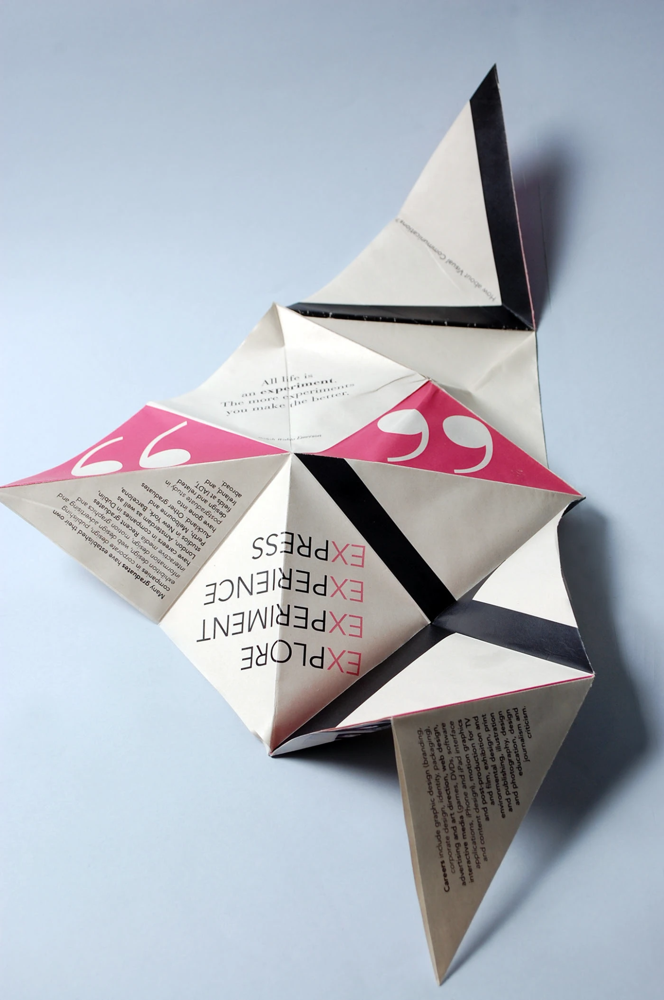 How about Visual Communications?
All life is
an experiment.
The more experiments
you make the better.
Ralph Waldo Emerson
“
”
Many graduates have established their own
companies in corporate design, publishing
exhibition design, web design advertising and
information design, motion graphics and
interactive media. Recent graduates
have careers in companies in Dublin,
London, Amsterdam as well as
studios in New York, Barcelona,
Perth, Melbourne and
Auckland. Other graduates
have gone into
postgraduate study in
design and related
fields at IADT,
Ireland, and
abroad.
EXPLORE
EXPERIMENT
EXPERIENCE
EXPRESS
Careers include graphic design (branding,
corporate design, identity, packaging),
advertising and art direction, web design,
interactive media (games, DVDs, software
applications, iPhone and iPad interface
and content design), motion graphics for TV
and post-production and
and film, exhibition and
environmental design, print
and publishing, illustration
and photography, design
education, design
journalism and
criticism.